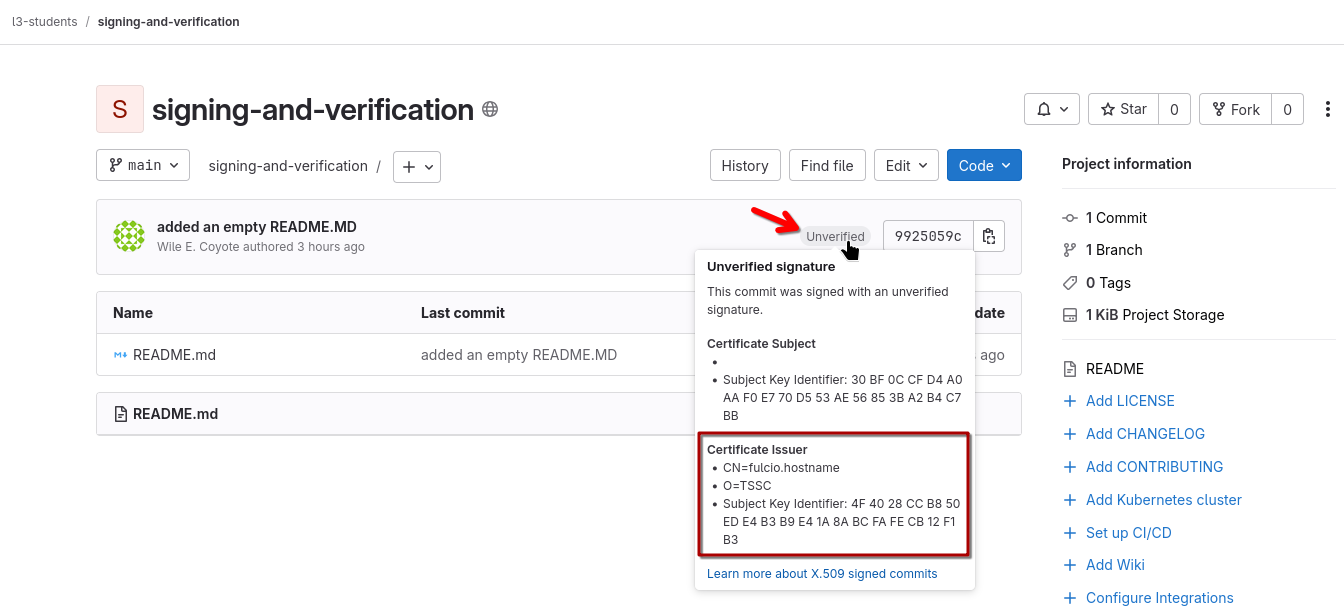 l3-students / signing-and-verification
S signing-and-verification
Star 0 Fork 0
main signing-and-verification / + History Find file Edit Code
added an empty README.MD
Wile E. Coyote authored 3 hours ago
Unverified 9925059c
Name Last commit date
README.md added an empty README.MD ago
README.md
Unverified signature
This commit was signed with an unverified
signature.
Certificate Subject
•
• Subject Key Identifier: 30 BF 0C CF D4 A0
AA F0 E7 70 D5 53 AE 56 85 3B A2 B4 C7
BB
Certificate Issuer
• CN=fulcio.hostname
• O=TSSC
• Subject Key Identifier: 4F 40 28 CC B8 50
ED E4 B3 B9 E4 1A 8A BC FA FE CB 12 F1
B3
Learn more about X.509 signed commits
Project information
1 Commit
1 Branch
0 Tags
1 KiB Project Storage
README
+ Add LICENSE
+ Add CHANGELOG
+ Add CONTRIBUTING
+ Add Kubernetes cluster
+ Set up CI/CD
+ Add Wiki
+ Configure Integrations